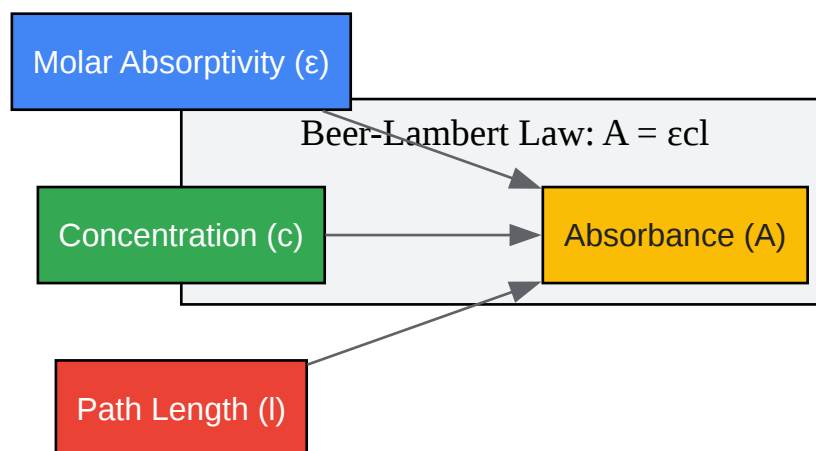 Molar Absorptivity (ε)
Beer-Lambert Law: A = εcl
Concentration (c)
Absorbance (A)
Path Length (l)